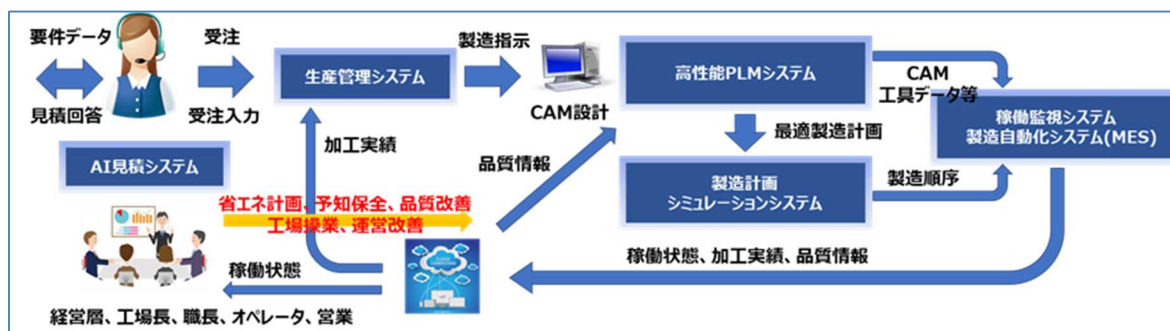 要件データ
見積回答
受注
受注入力
生産管理システム
製造指示
CAM設計
高性能PLMシステム
CAM
工具データ等
最適製造計画
製造計画
シミュレーションシステム
製造順序
稼働監視システム
製造自動化システム(MES)
AI見積システム
加工実績
品質情報
省エネ計画、予知保全、品質改善
工場操業、運営改善
稼働状態
稼働状態、加工実績、品質情報
経営層、工場長、職長、オペレータ、営業